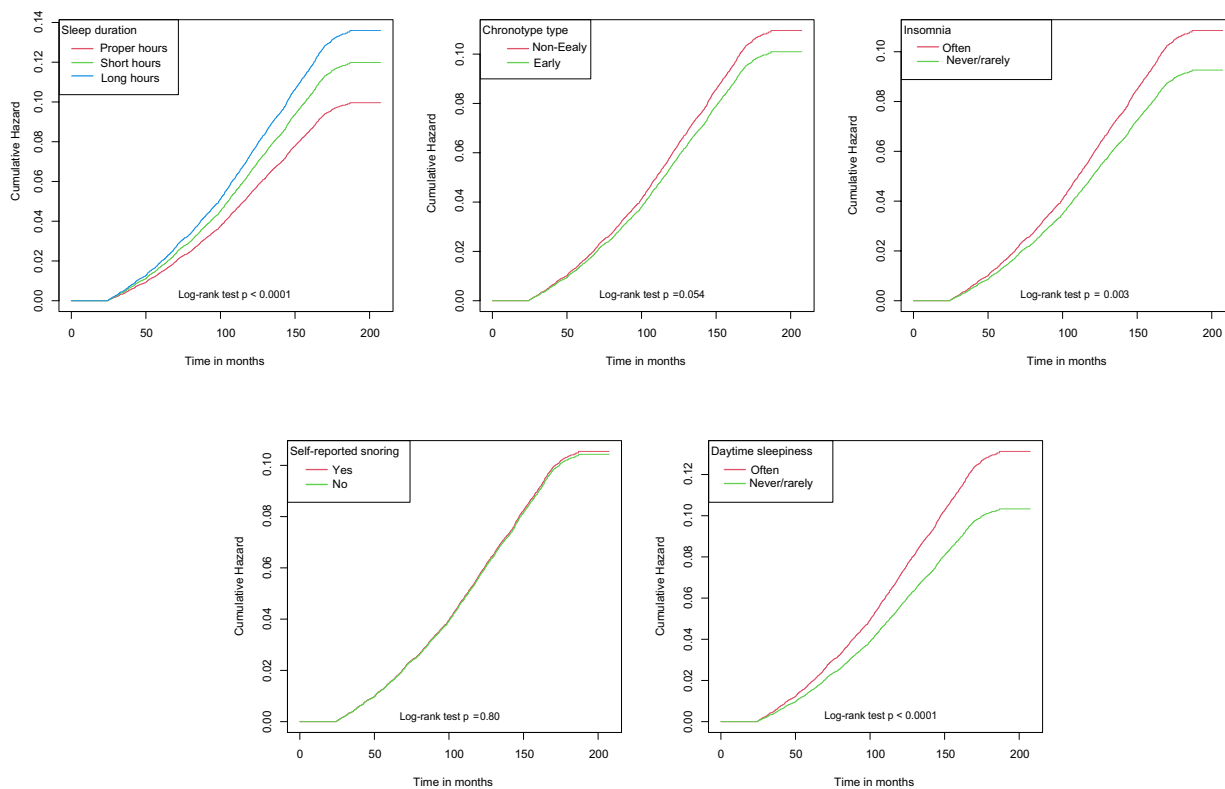 Sleep duration
Proper hours
Short hours
Long hours
Cumulative Hazard
0.00 0.02 0.04 0.06 0.08 0.10 0.12 0.14
Log-rank test p < 0.0001
0 50 100 150 200
Time in months
Chronotype type
Non-Eealy
Early
Cumulative Hazard
0.00 0.02 0.04 0.06 0.08 0.10
Log-rank test p =0.054
0 50 100 150 200
Time in months
Insomnia
Often
Never/rarely
Cumulative Hazard
0.00 0.02 0.04 0.06 0.08 0.10
Log-rank test p = 0.003
0 50 100 150 200
Time in months
Self-reported snoring
Yes
No
Cumulative Hazard
0.00 0.02 0.04 0.06 0.08 0.10
Log-rank test p =0.80
0 50 100 150 200
Time in months
Daytime sleepiness
Often
Never/rarely
Cumulative Hazard
0.00 0.02 0.04 0.06 0.08 0.10 0.12
Log-rank test p < 0.0001
0 50 100 150 200
Time in months